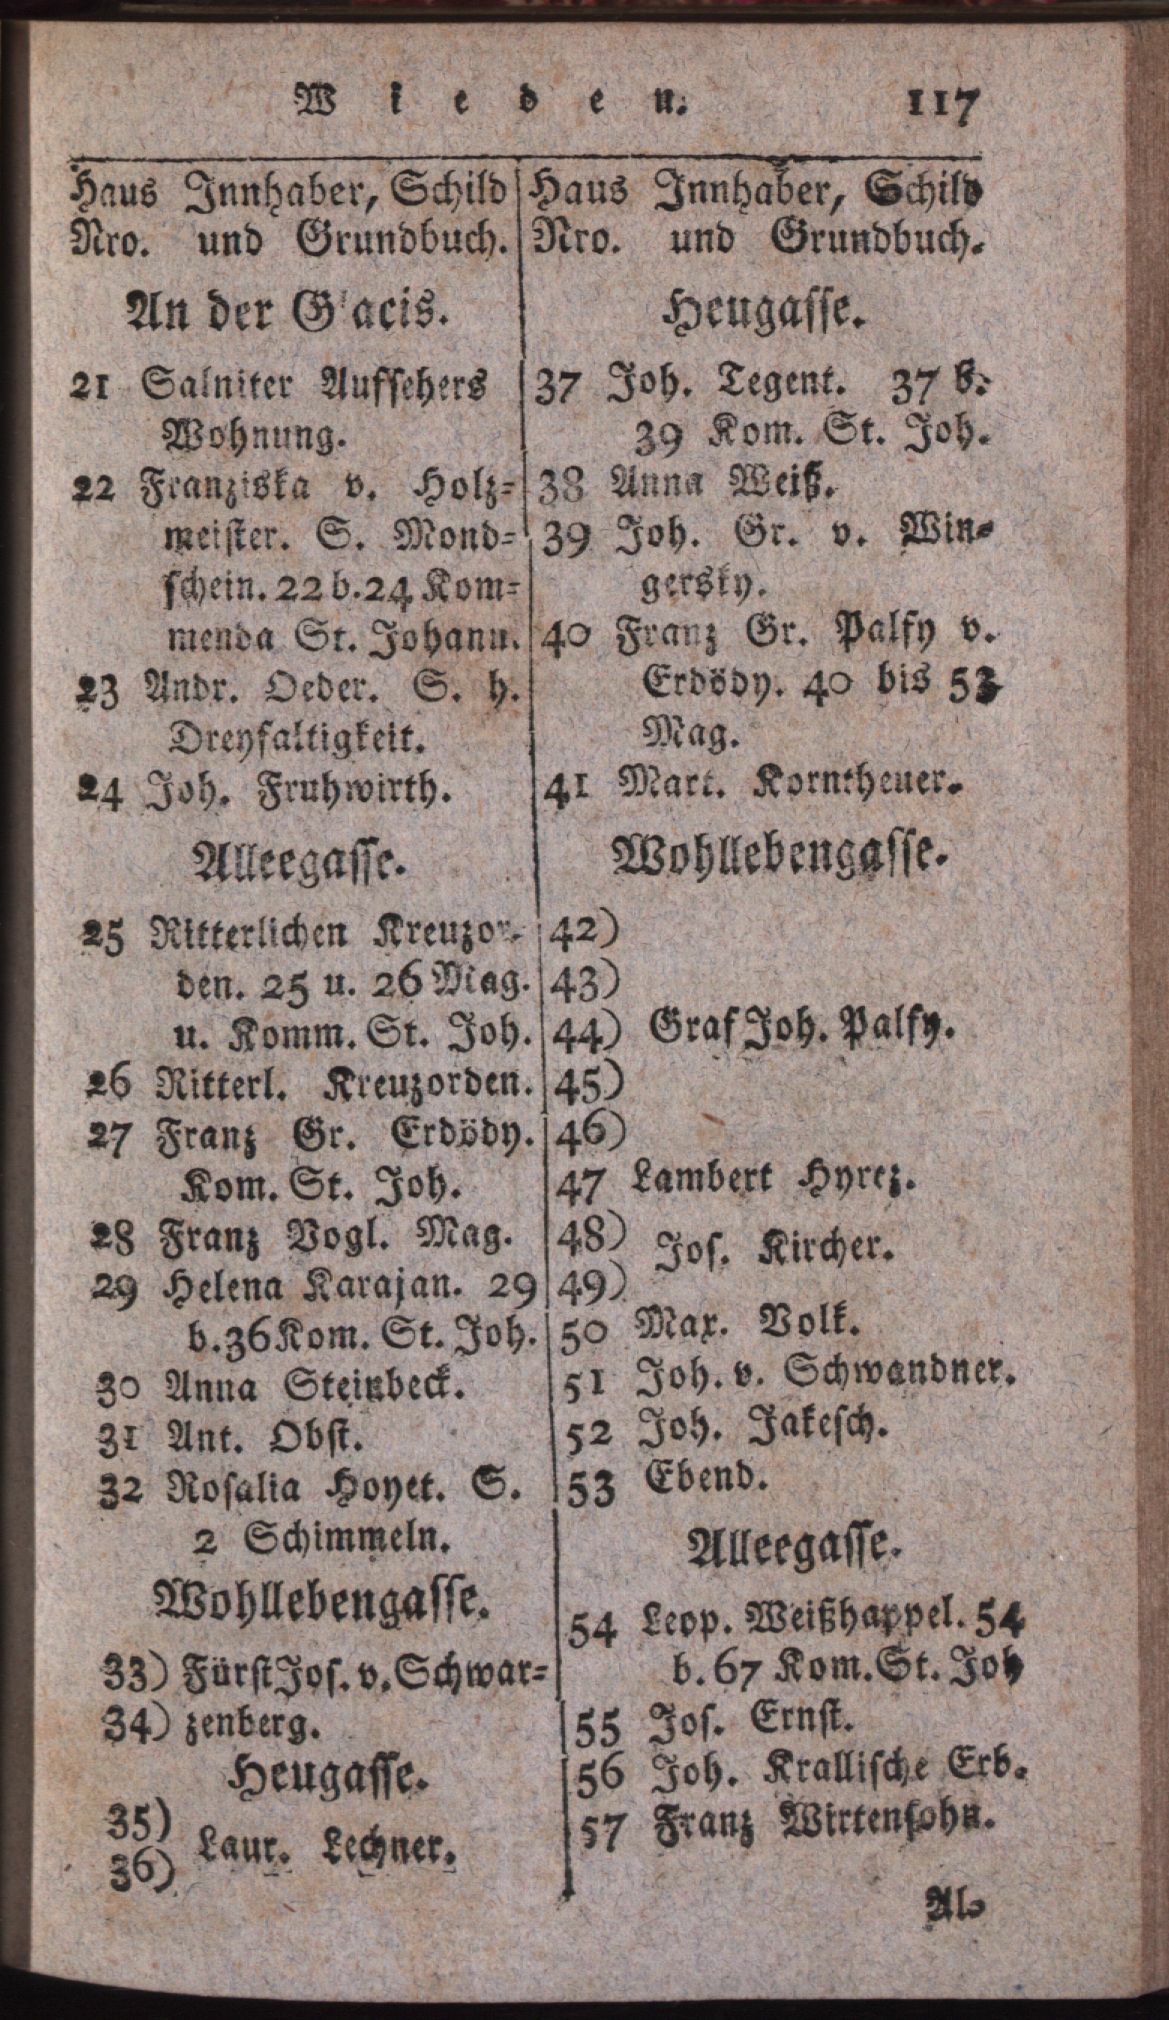 Wieden. 117
Haus Innhaber, Schild
Nro. und Grundbuch.
An der Glacis.
21 Salniter Aufsehers
Wohnung.
22 Franziska v. Holz-
meister. S. Mond-
schein. 22 b. 24 Kom-
menda St. Johann.
23 Andr. Oeder. S. h.
Dreyfaltigkeit.
24 Joh. Fruhwirth.
Alleegasse.
25 Ritterlichen Kreuzor-
den. 25 u. 26 Mag.
u. Komm. St. Joh.
26 Ritterl. Kreuzorden.
27 Franz Gr. Erdödy.
Kom. St. Joh.
28 Franz Vogl. Mag.
29 Helena Karajan. 29
b. 36 Kom. St. Joh.
30 Anna Steinbeck.
31 Ant. Obst.
32 Rosalia Hoyet. S.
2 Schimmeln.
Wohllebengasse.
33) Fürst Jos. v. Schwar-
34) zenberg.
Heugasse.
35)
Laur. Lechner.
36)
Haus Innhaber, Schild
Nro. und Grundbuch.
Heugasse.
37 Joh. Tegent. 37 b.
39 Kom. St. Joh.
38 Anna Weiß.
39 Joh. Gr. v. Win-
gersky.
40 Franz Gr. Palfy v.
Erdödy. 40 bis 53
Mag.
41 Mart. Korntheuer.
Wohllebengasse.
42)
43)
44) Graf Joh. Palfy.
45)
46)
47 Lambert Hyrez.
48)
Jos. Kircher.
49)
50 Max. Volk.
51 Joh. v. Schwandner.
52 Joh. Jakesch.
53 Ebend.
Alleegasse.
54 Leop. Weißhappel. 54
b. 67 Kom. St. Joh
55 Jos. Ernst.
56 Joh. Krallische Erb.
57 Franz Wirtensohn.
Al-